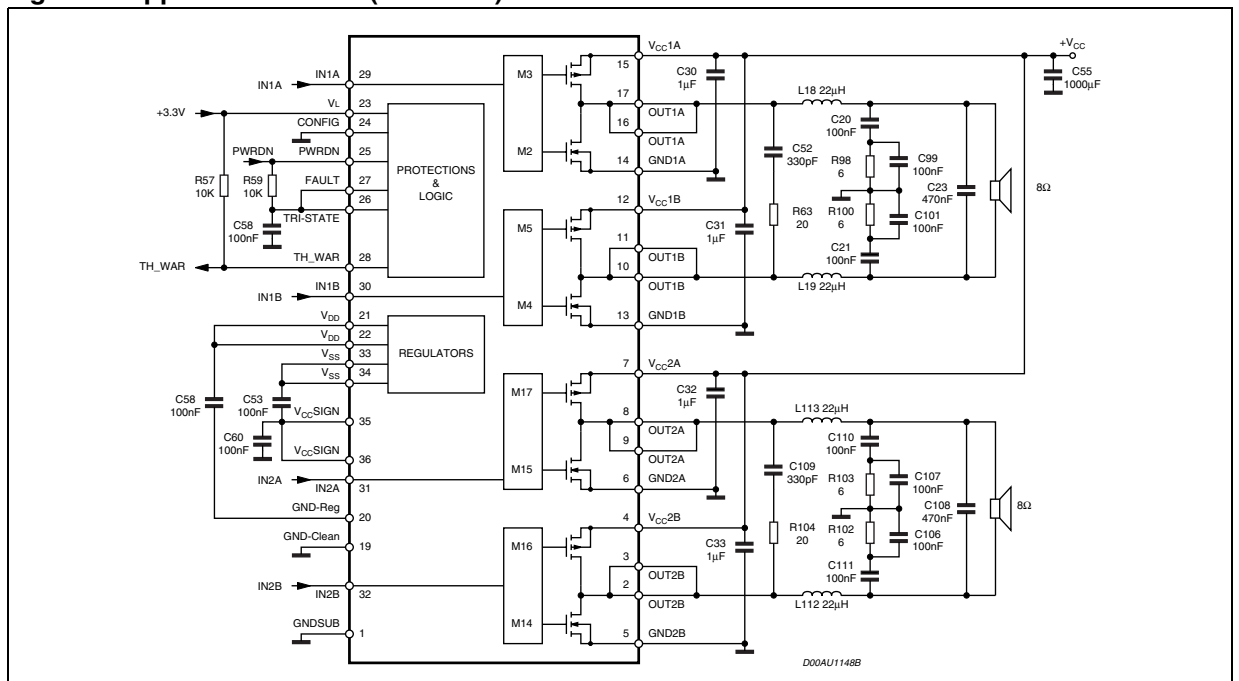 +VCC
VCC1A
15
C30
1µF
C55
1000µF
IN1A
IN1A
29
M3
17
OUT1A
L18 22µH
+3.3V
VL
23
16
OUT1A
C20
100nF
CONFIG
24
M2
14
GND1A
C52
330pF
R98
6
C99
100nF
C23
470nF
8Ω
PWRDN
PWRDN
25
PROTECTIONS
&
LOGIC
R57
10K
R59
10K
FAULT
27
26
TRI-STATE
12
VCC1B
C58
100nF
M5
C31
1µF
R63
20
R100
6
C101
100nF
11
OUT1B
C21
100nF
TH_WAR
TH_WAR
28
10
OUT1B
L19 22µH
IN1B
IN1B
30
M4
13
GND1B
VDD
21
VDD
22
REGULATORS
VSS
33
VSS
34
7
VCC2A
C58
100nF
C53
100nF
M17
C32
1µF
L113 22µH
8
OUT2A
VCCSIGN
35
9
OUT2A
C110
100nF
C60
100nF
VCCSIGN
36
M15
6
GND2A
C109
330pF
R103
6
C107
100nF
C108
470nF
8Ω
IN2A
IN2A
31
GND-Reg
20
4
VCC2B
GND-Clean
19
M16
C33
1µF
R104
20
R102
6
C106
100nF
3
OUT2B
C111
100nF
IN2B
IN2B
32
2
OUT2B
L112 22µH
M14
GNDSUB
1
5
GND2B
D00AU1148B